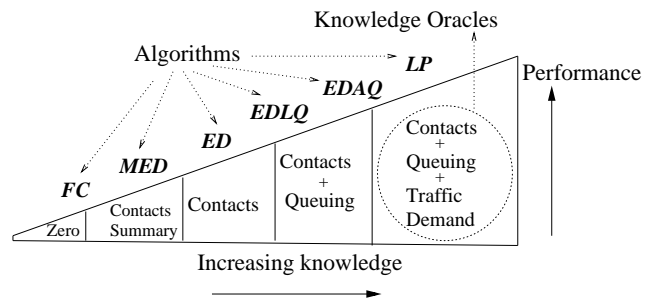 Knowledge Oracles
Algorithms
LP
Performance
EDAQ
EDLQ
ED
MED
FC
Zero
Contacts
Summary
Contacts
Contacts
+
Queuing
Contacts
+
Queuing
+
Traffic
Demand
Increasing knowledge